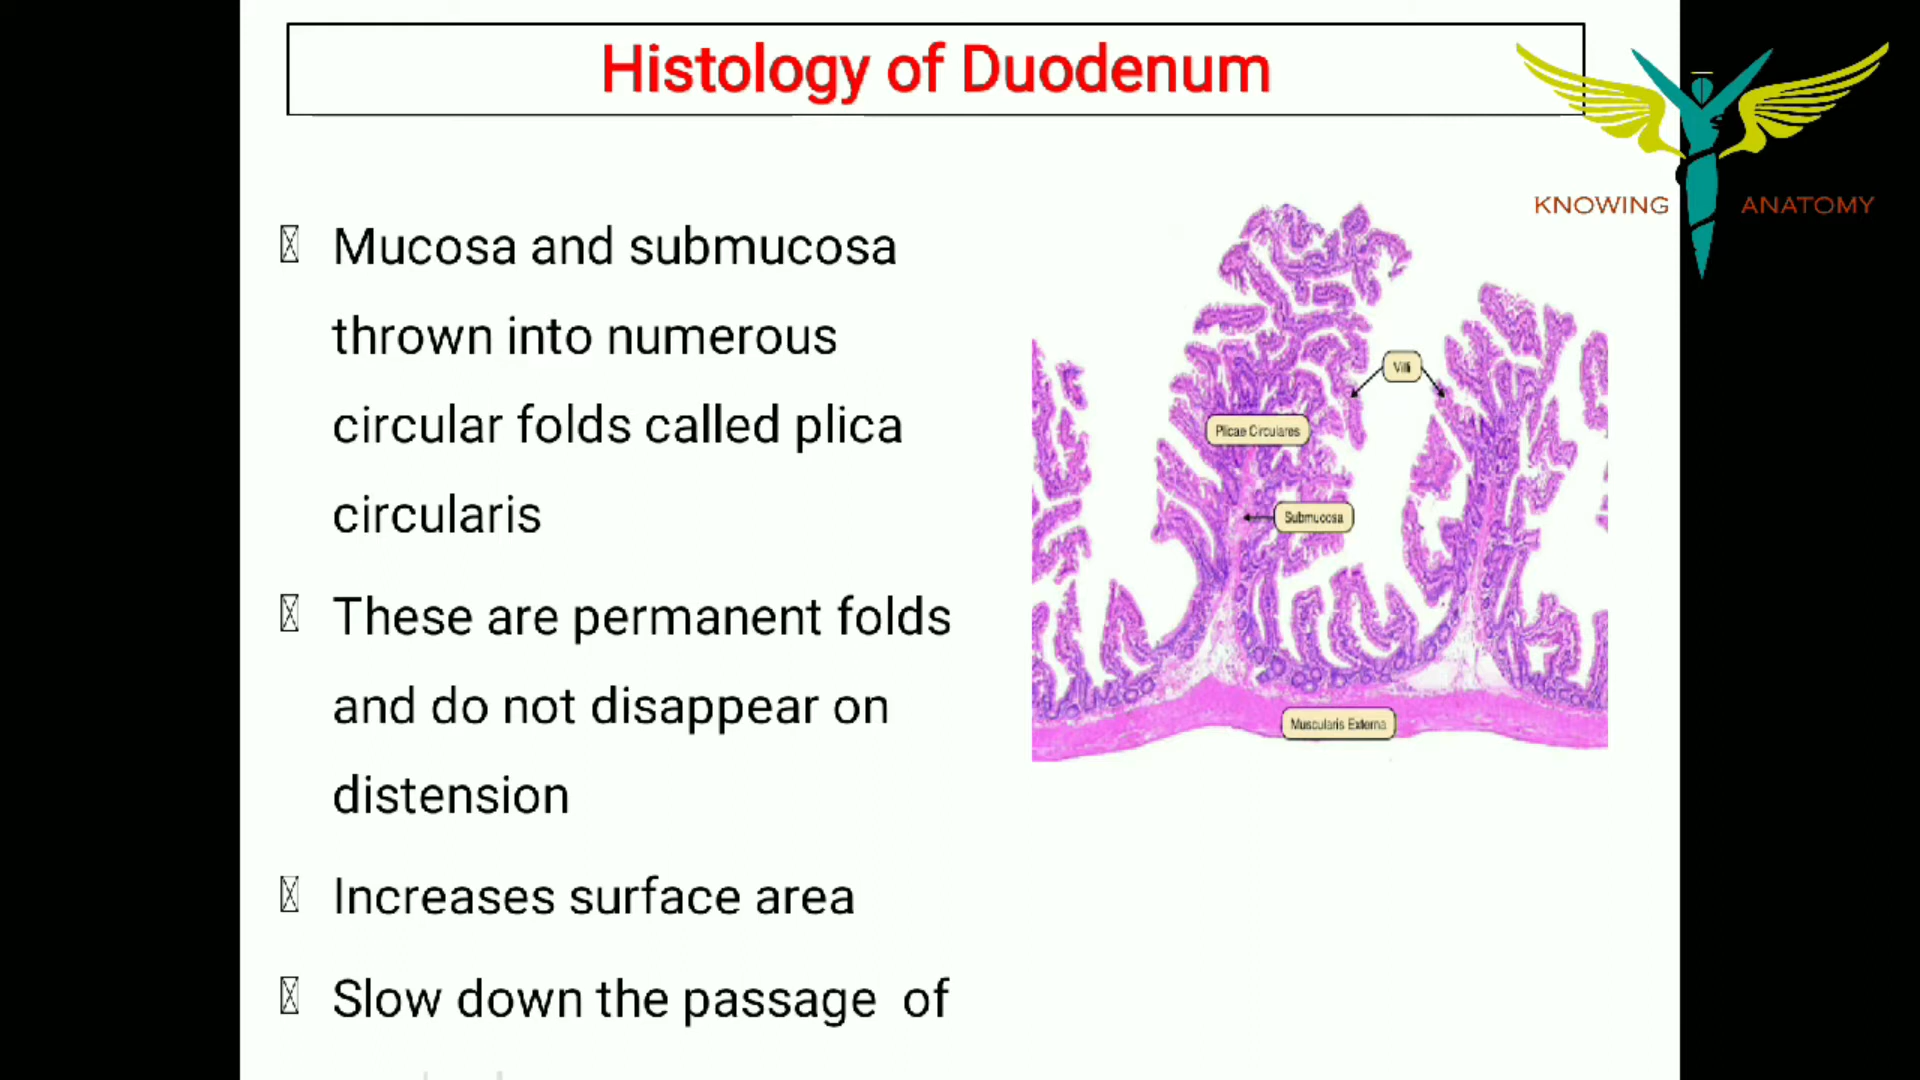 Histology of Duodenum
KNOWING ANATOMY
Mucosa and submucosa
thrown into numerous
circular folds called plica
circularis
These are permanent folds
and do not disappear on
distension
Increases surface area
Slow down the passage of
Villi
Plicae Circulares
Submucosa
Muscularis Externa